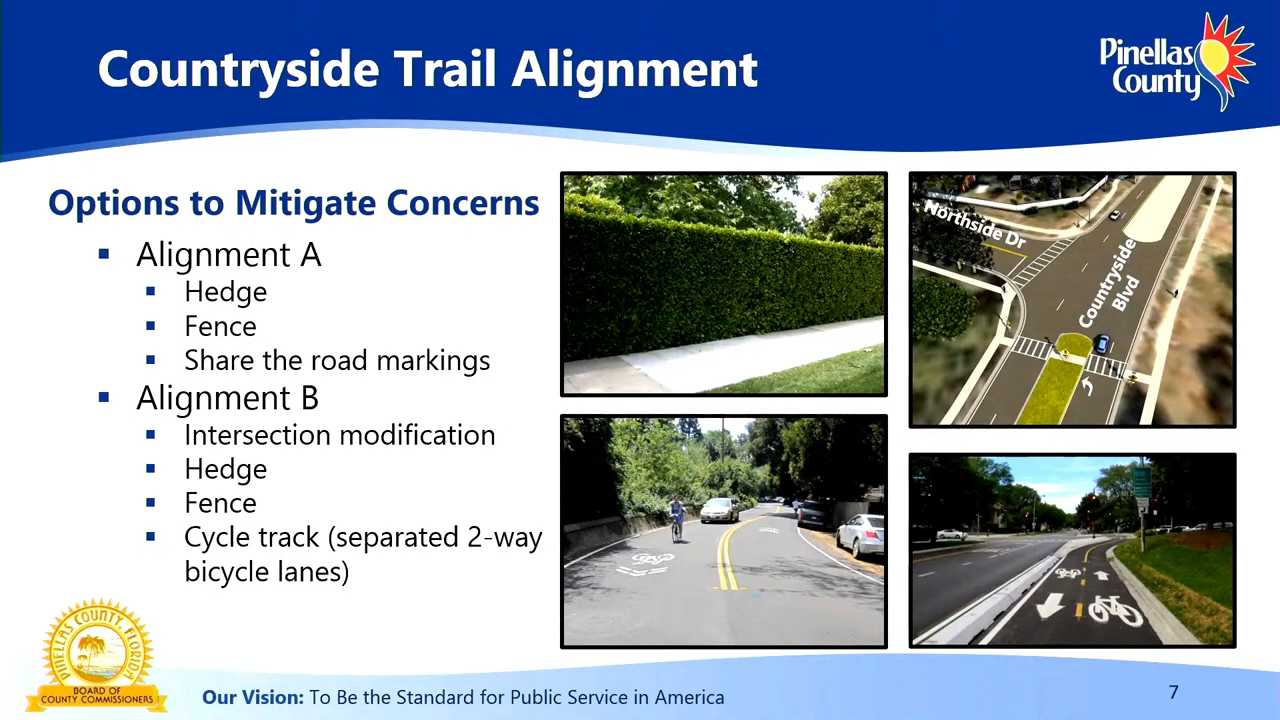 Countryside Trail Alignment
Pinellas
County
Options to Mitigate Concerns
Alignment A
Hedge
Fence
Share the road markings
Alignment B
Intersection modification
Hedge
Fence
Cycle track (separated 2-way
bicycle lanes)
Northside Dr
Countryside
Blvd
PINELLAS COUNTY, FLORIDA
BOARD OF
COUNTY COMMISSIONERS
Our Vision: To Be the Standard for Public Service in America
7